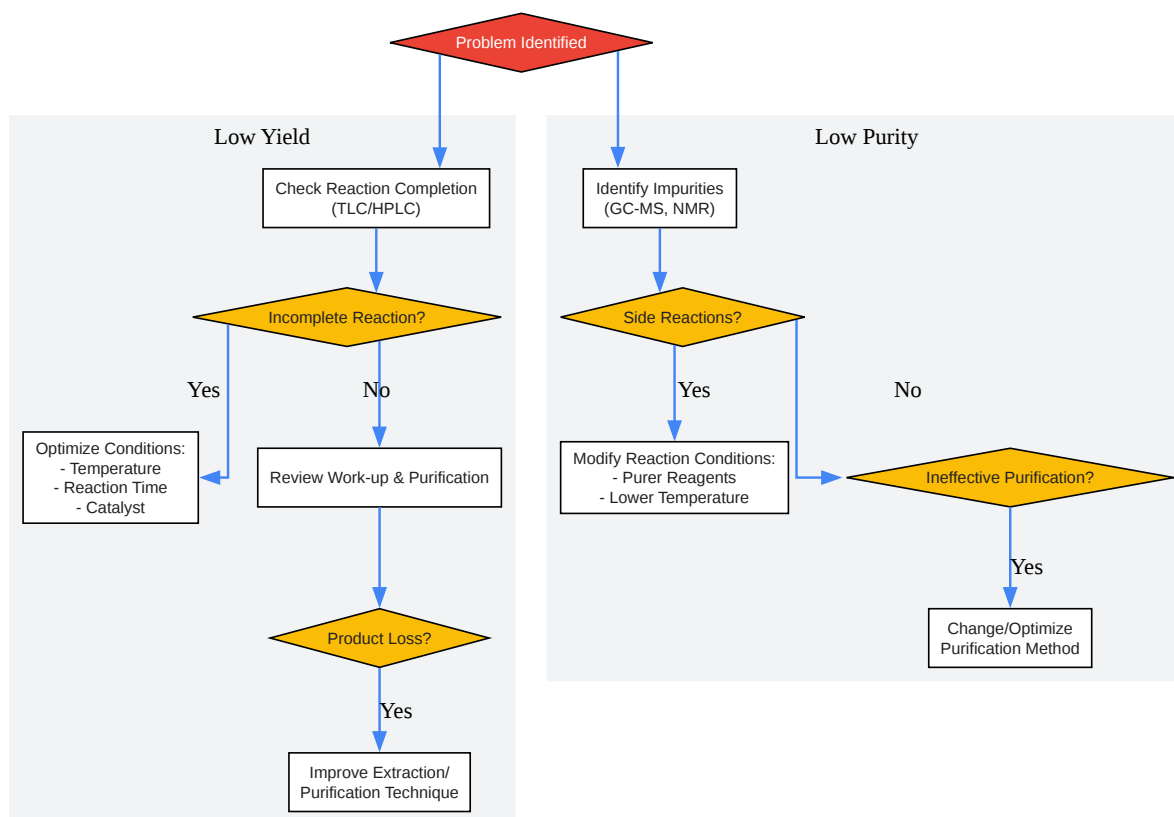 Problem Identified
Low Yield
Check Reaction Completion
(TLC/HPLC)
Incomplete Reaction?
Yes
No
Optimize Conditions:
- Temperature
- Reaction Time
- Catalyst
Review Work-up & Purification
Product Loss?
Yes
Improve Extraction/
Purification Technique
Low Purity
Identify Impurities
(GC-MS, NMR)
Side Reactions?
Yes
No
Modify Reaction Conditions:
- Purer Reagents
- Lower Temperature
Ineffective Purification?
Yes
Change/Optimize
Purification Method